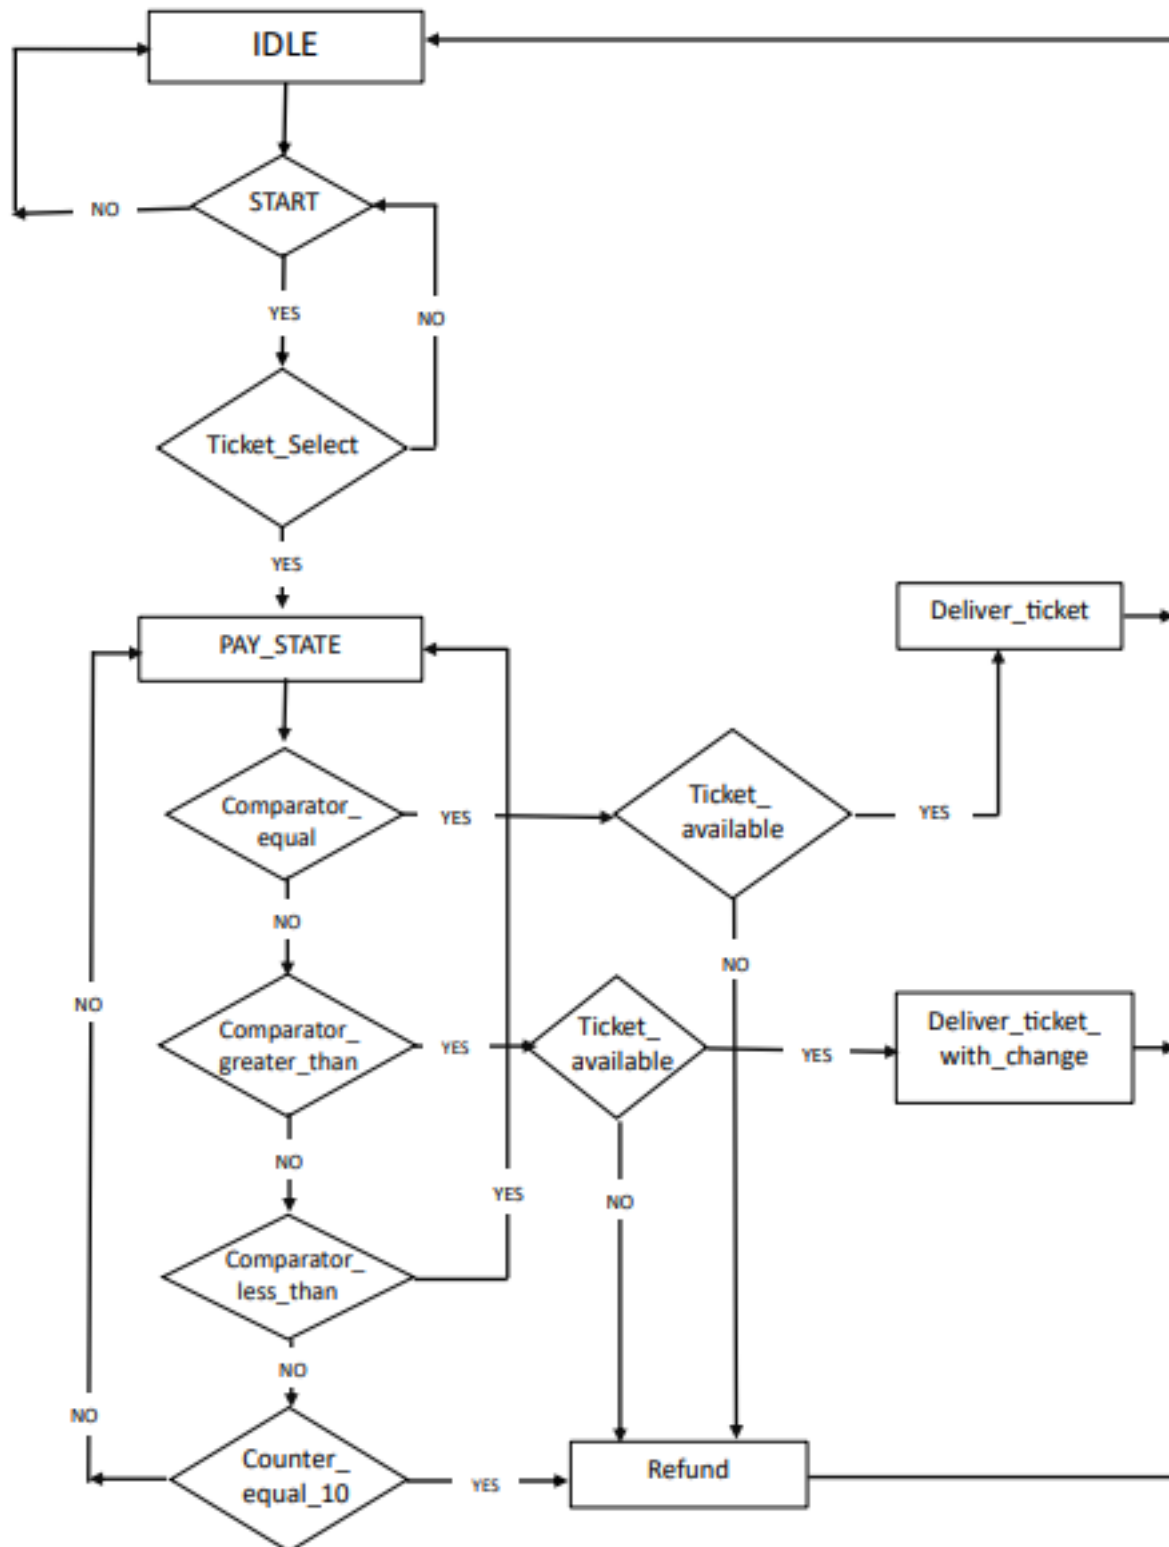 IDLE
START
NO
YES
NO
Ticket_Select
YES
Deliver_ticket
PAY_STATE
Ticket_
available
Comparator_
equal
YES
YES
NO
NO
NO
Ticket_
available
Deliver_ticket_
with_change
Comparator_
greater_than
YES
YES
NO
YES
NO
Comparator_
less_than
NO
NO
Counter_
equal_10
YES
Refund